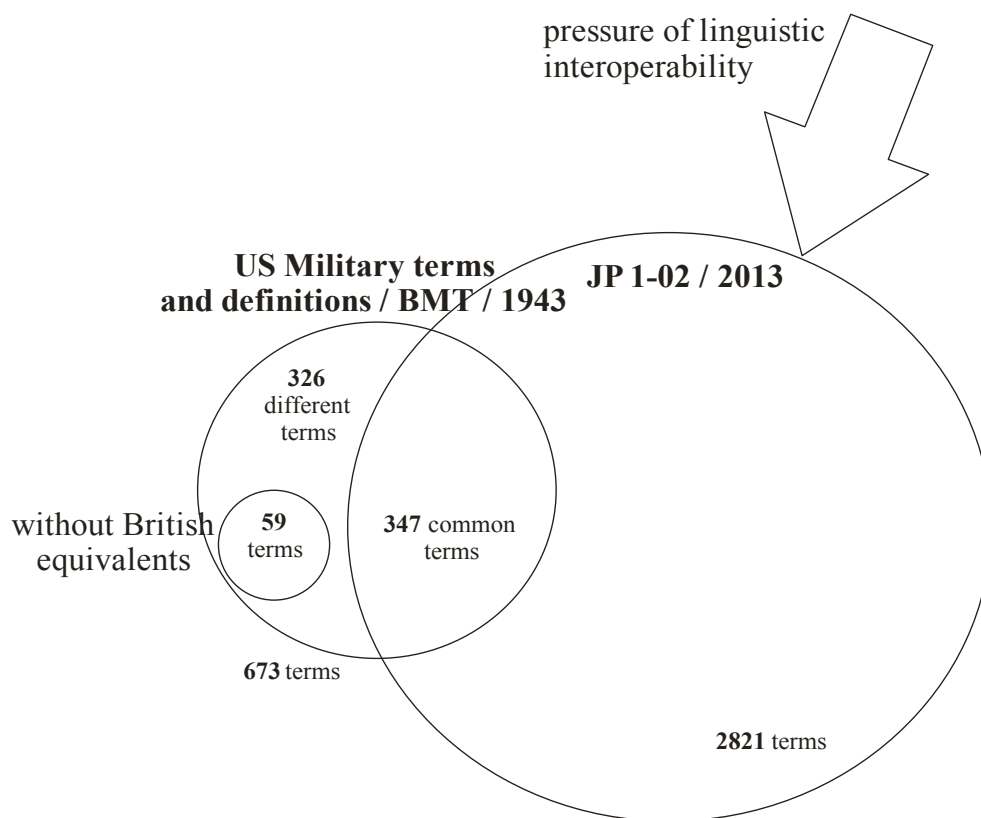 pressure of linguistic
interoperability
US Military terms
and definitions / BMT / 1943
JP 1-02 / 2013
326
different
terms
without British
equivalents
59
terms
347 common
terms
673 terms
2821 terms